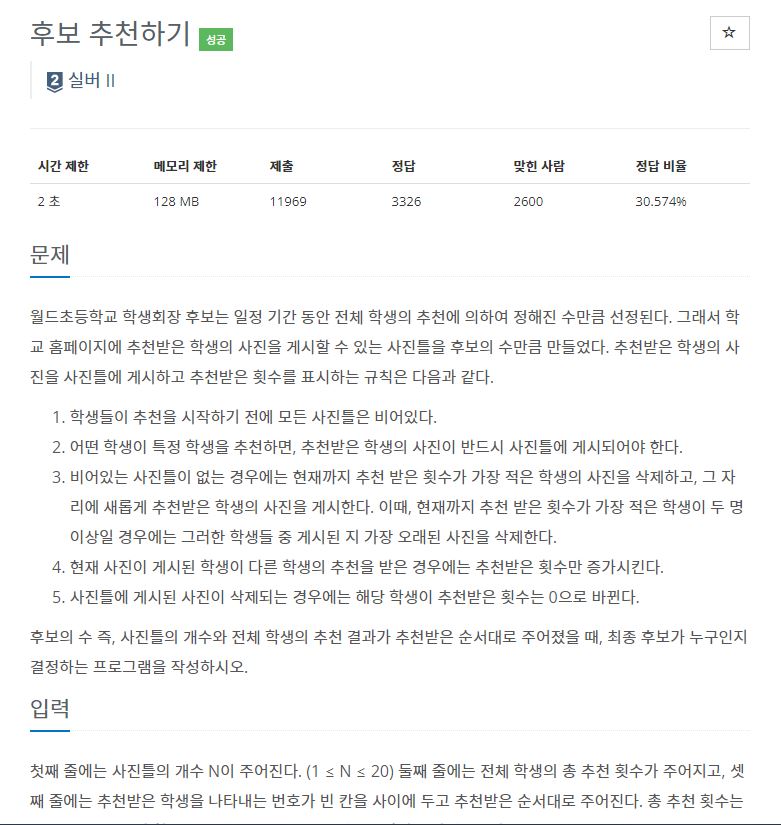 후보 추천하기 성공
☆
2 실버 II
시간 제한 메모리 제한 제출 정답 맞힌 사람 정답 비율
2 초 128 MB 11969 3326 2600 30.574%
문제
월드초등학교 학생회장 후보는 일정 기간 동안 전체 학생의 추천에 의하여 정해진 수만큼 선정된다. 그래서 학
교 홈페이지에 추천받은 학생의 사진을 게시할 수 있는 사진틀을 후보의 수만큼 만들었다. 추천받은 학생의 사
진을 사진틀에 게시하고 추천받은 횟수를 표시하는 규칙은 다음과 같다.
1. 학생들이 추천을 시작하기 전에 모든 사진틀은 비어있다.
2. 어떤 학생이 특정 학생을 추천하면, 추천받은 학생의 사진이 반드시 사진틀에 게시되어야 한다.
3. 비어있는 사진틀이 없는 경우에는 현재까지 추천 받은 횟수가 가장 적은 학생의 사진을 삭제하고, 그 자
리에 새롭게 추천받은 학생의 사진을 게시한다. 이때, 현재까지 추천 받은 횟수가 가장 적은 학생이 두 명
이상일 경우에는 그러한 학생들 중 게시된 지 가장 오래된 사진을 삭제한다.
4. 현재 사진이 게시된 학생이 다른 학생의 추천을 받은 경우에는 추천받은 횟수만 증가시킨다.
5. 사진틀에 게시된 사진이 삭제되는 경우에는 해당 학생이 추천받은 횟수는 0으로 바뀐다.
후보의 수 즉, 사진틀의 개수와 전체 학생의 추천 결과가 추천받은 순서대로 주어졌을 때, 최종 후보가 누구인지
결정하는 프로그램을 작성하시오.
입력
첫째 줄에는 사진틀의 개수 N이 주어진다. (1 ≤ N ≤ 20) 둘째 줄에는 전체 학생의 총 추천 횟수가 주어지고, 셋
째 줄에는 추천받은 학생을 나타내는 번호가 빈 칸을 사이에 두고 추천받은 순서대로 주어진다. 총 추천 횟수는